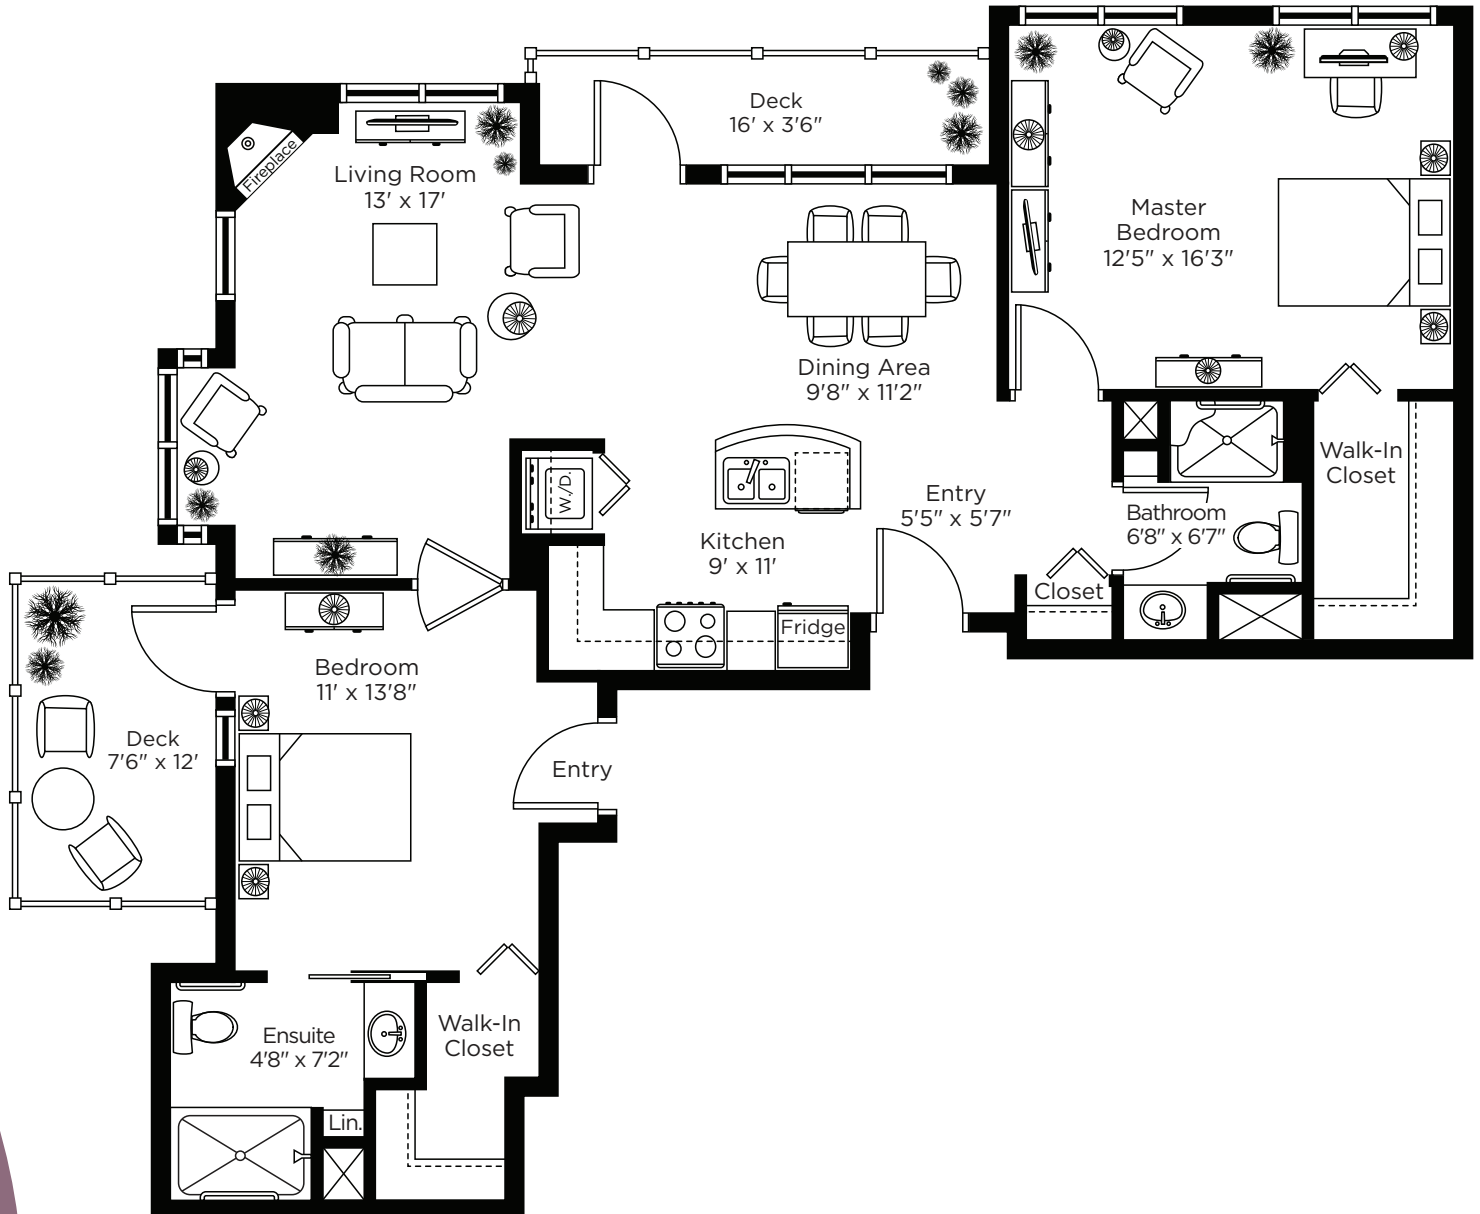 Deck
16' x 3'6"
Fireplace
Living Room
13' x 17'
Master
Bedroom
12'5" x 16'3"
Dining Area
9'8" x 11'2"
W./D.
Walk-In
Closet
Entry
5'5" x 5'7"
Bathroom
6'8" x 6'7"
Kitchen
9' x 11'
Closet
Fridge
Bedroom
11' x 13'8"
Deck
7'6" x 12'
Entry
Ensuite
4'8" x 7'2"
Walk-In
Closet
Lin.